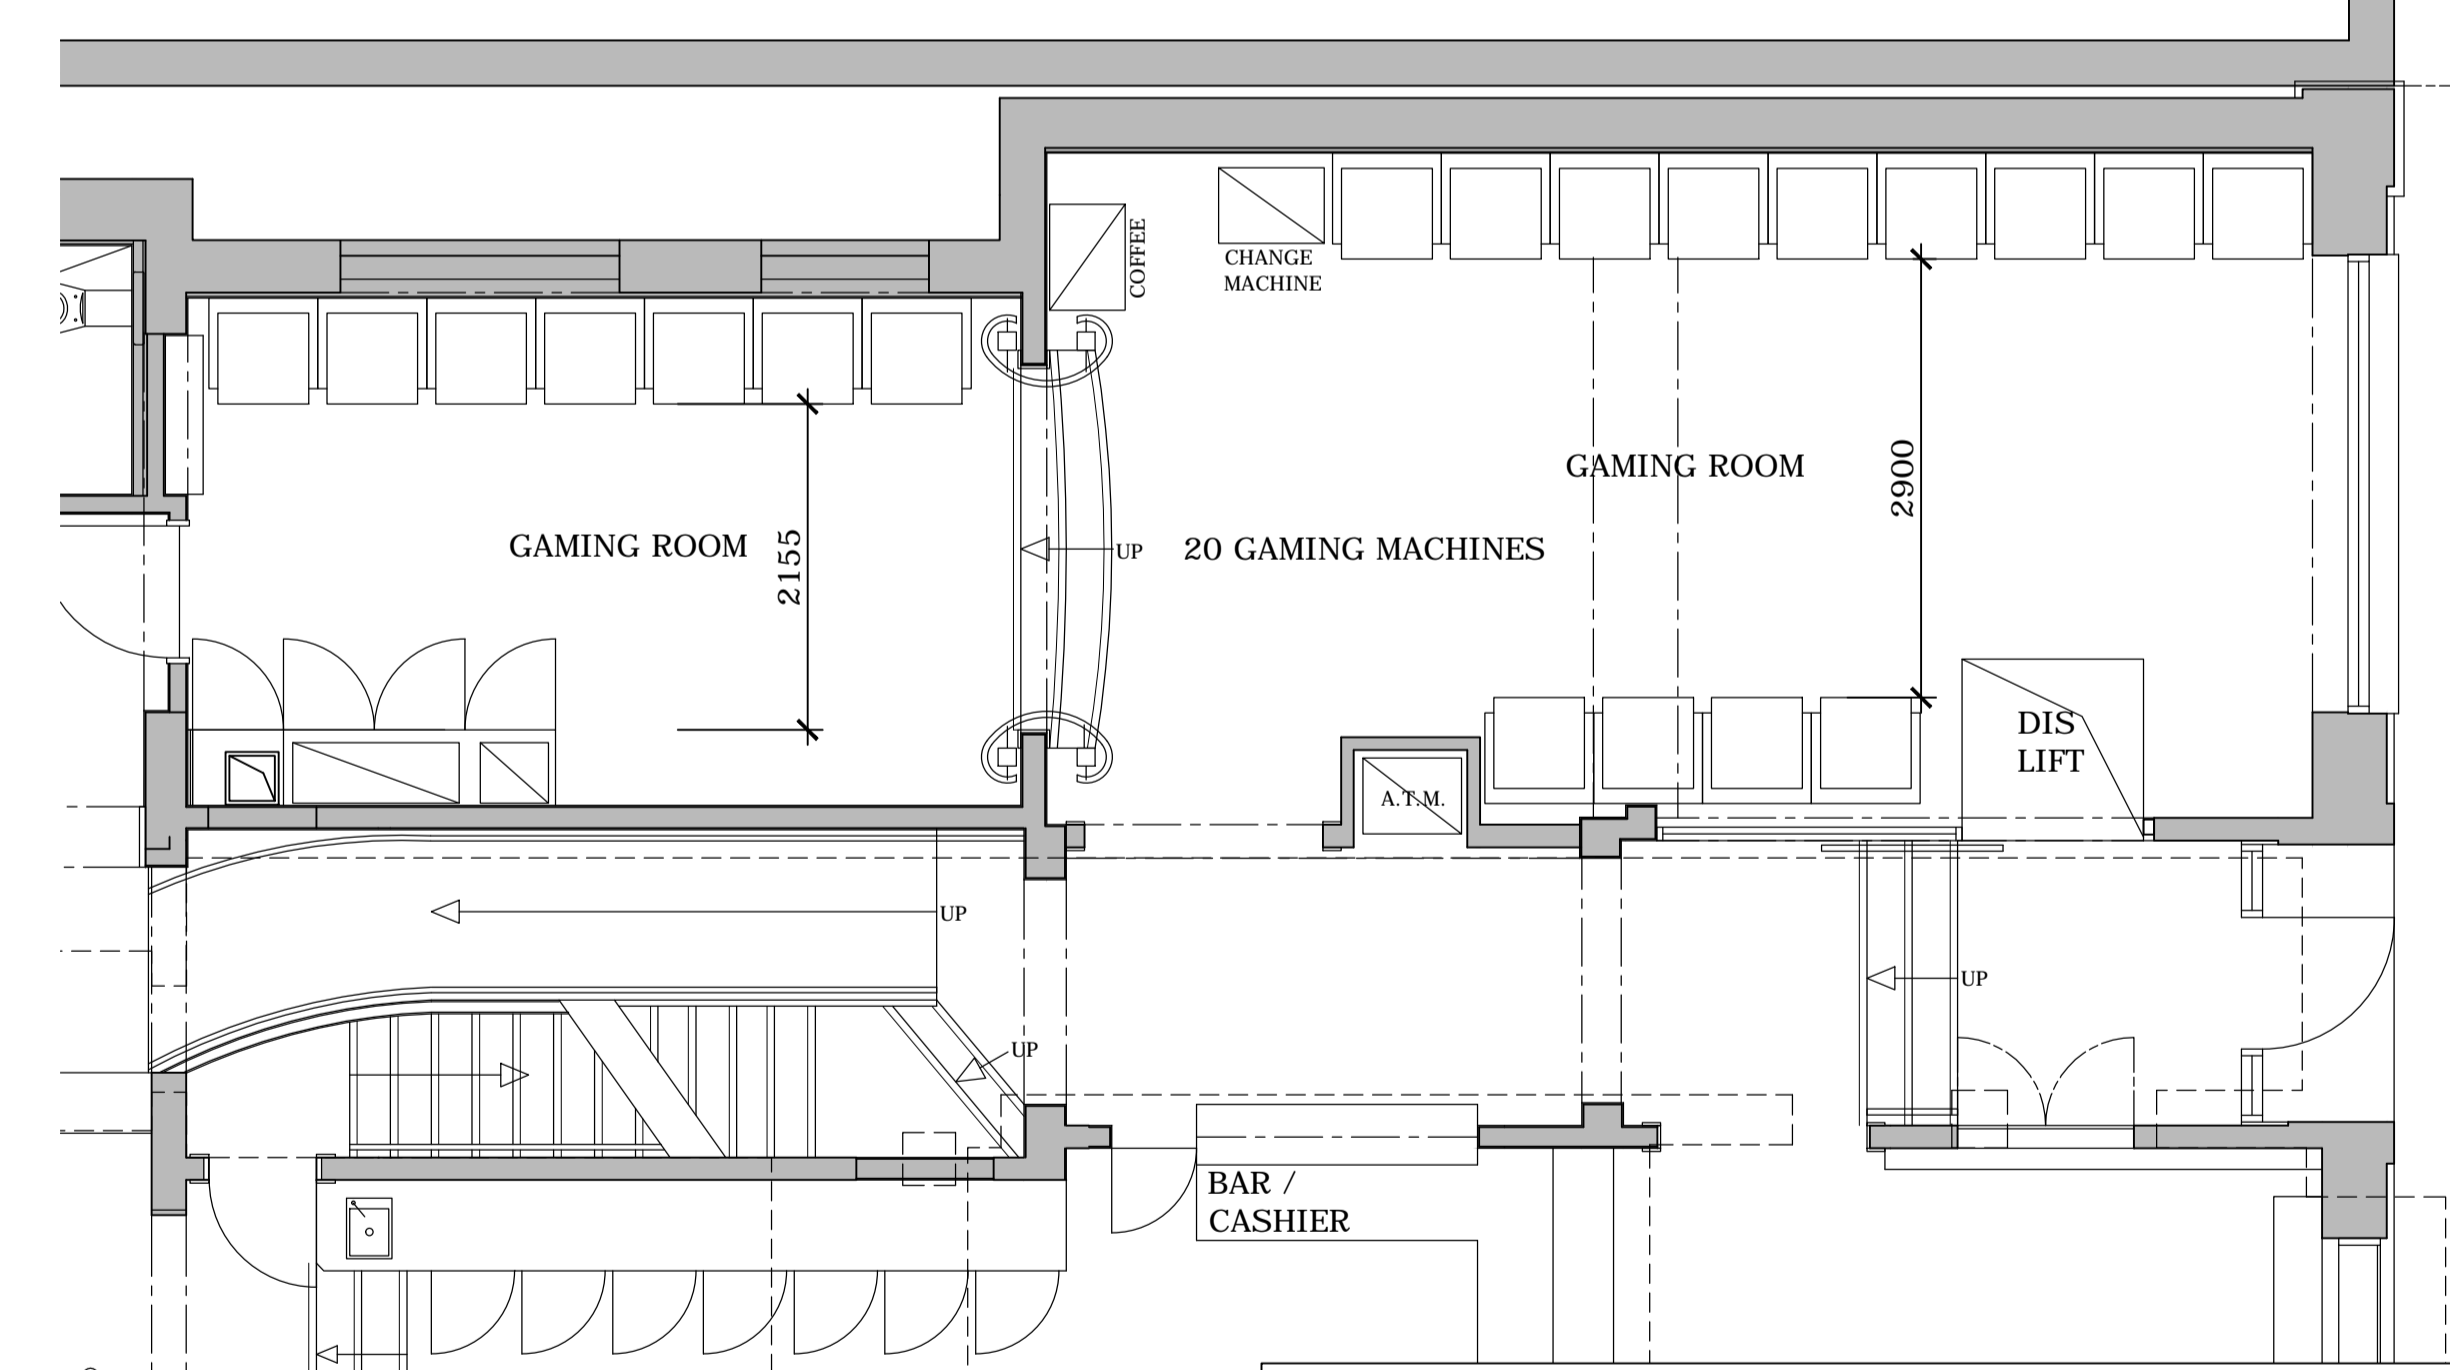 COFFEE
CHANGE
MACHINE
GAMING ROOM
2900
GAMING ROOM
2155
UP
20 GAMING MACHINES
DIS
LIFT
A.T.M.
UP
UP
UP
BAR /
CASHIER